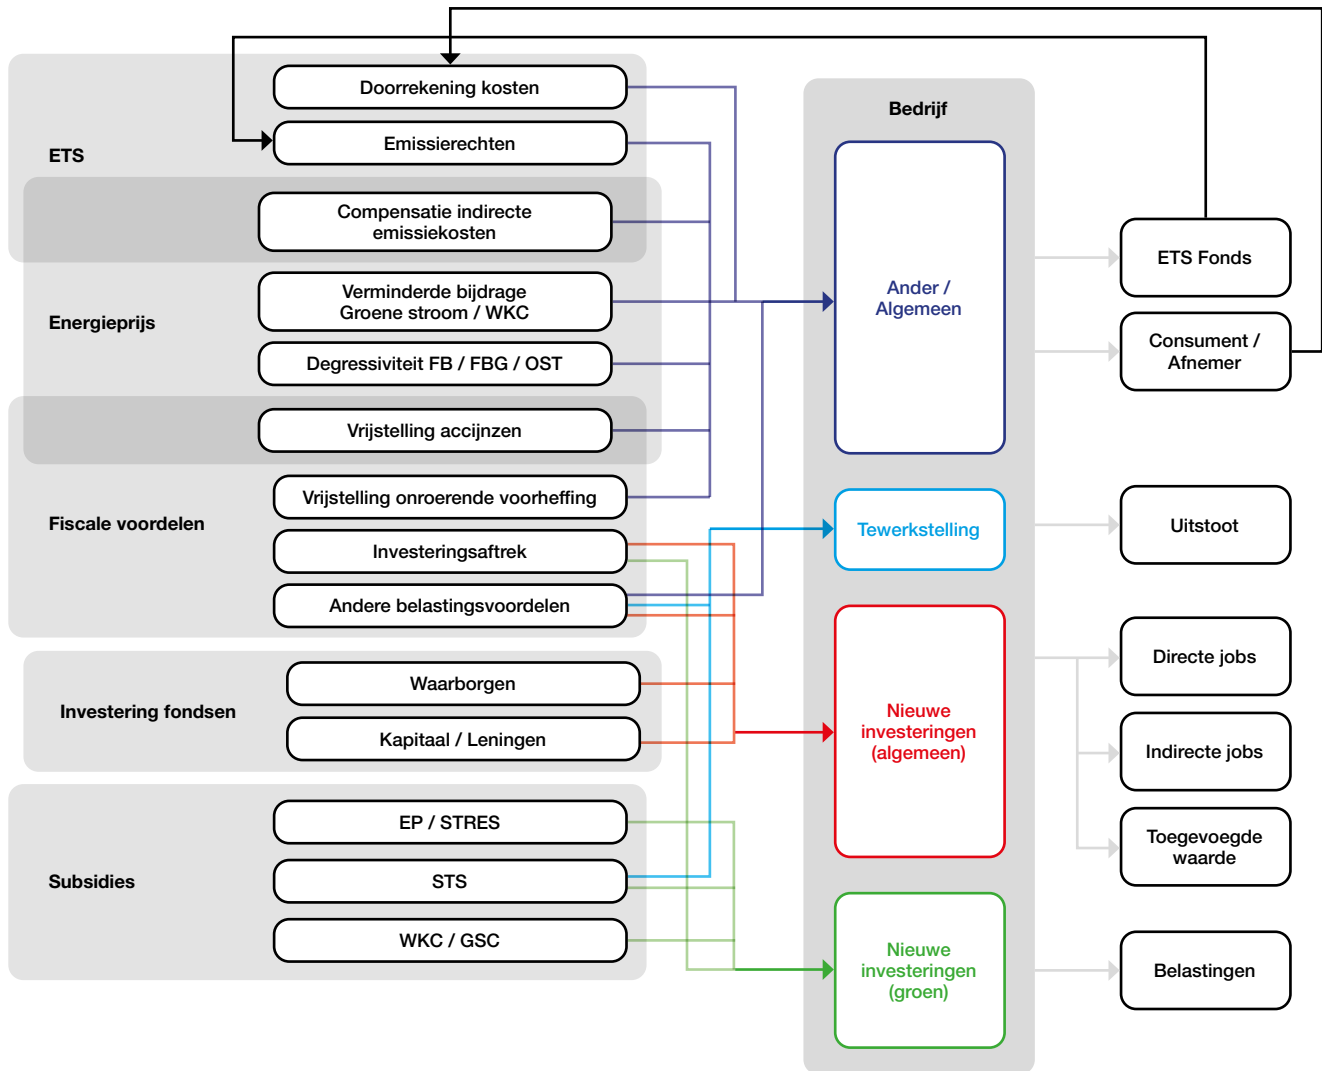 ETS
Doorrekening kosten
Emissierechten
Compensatie indirecte
emissiekosten
Energieprijs
Verminderde bijdrage
Groene stroom / WKC
Degressiviteit FB / FBG / OST
Vrijstelling accijnzen
Fiscale voordelen
Vrijstelling onroerende voorheffing
Investeringsaftrek
Andere belastingsvoordelen
Investering fondsen
Waarborgen
Kapitaal / Leningen
Subsidies
EP / STRES
STS
WKC / GSC
Bedrijf
Ander /
Algemeen
Tewerkstelling
Nieuwe
investeringen
(algemeen)
Nieuwe
investeringen
(groen)
ETS Fonds
Consument /
Afnemer
Uitstoot
Directe jobs
Indirecte jobs
Toegevoegde
waarde
Belastingen